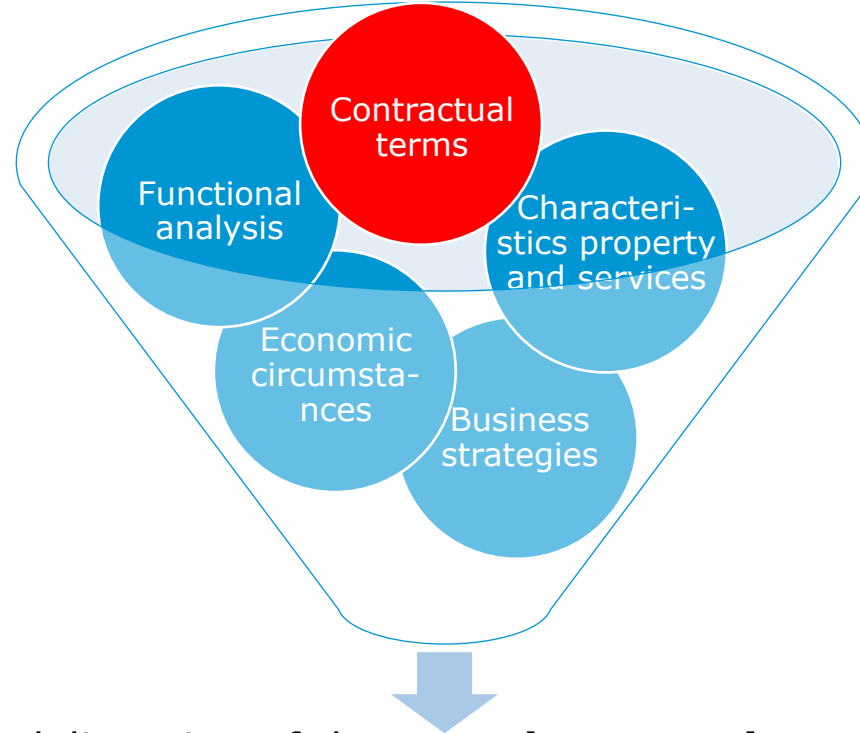 Contractual
terms
Functional
analysis
Characteri-
stics property
and services
Economic
circumsta-
nces
Business
strategies